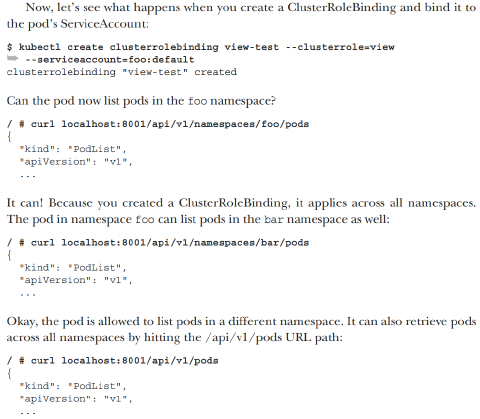 Now, let's see what happens when you create a ClusterRoleBinding and bind it to
the pod's ServiceAccount:
$ kubectl create clusterrolebinding view-test --clusterrole=view
➥ --serviceaccount=foo:default
clusterrolebinding "view-test" created
Can the pod now list pods in the foo namespace?
/ # curl localhost:8001/api/v1/namespaces/foo/pods
{
"kind": "PodList",
"apiVersion": "v1",
...
It can! Because you created a ClusterRoleBinding, it applies across all namespaces.
The pod in namespace foo can list pods in the bar namespace as well:
/ # curl localhost:8001/api/v1/namespaces/bar/pods
{
"kind": "PodList",
"apiVersion": "v1",
...
Okay, the pod is allowed to list pods in a different namespace. It can also retrieve pods
across all namespaces by hitting the /api/v1/pods URL path:
/ # curl localhost:8001/api/v1/pods
{
"kind": "PodList",
"apiVersion": "v1",
...